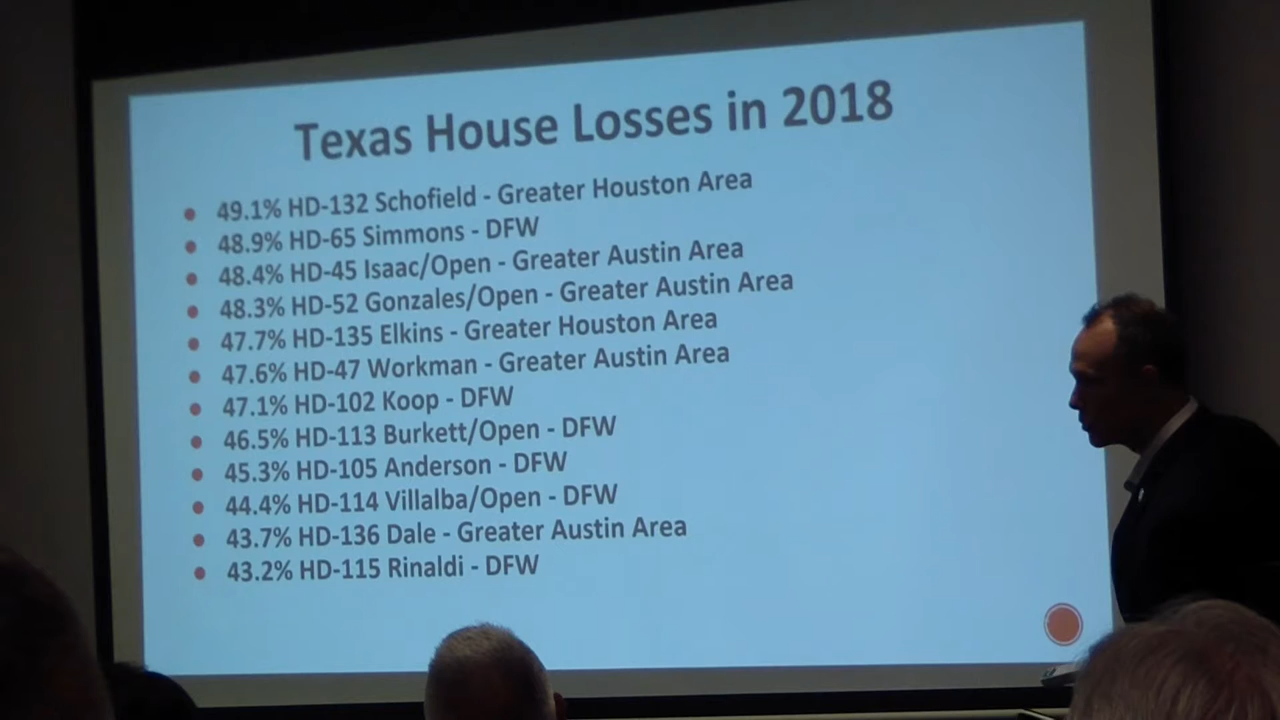 Texas House Losses in 2018
• 49.1% HD-132 Schofield - Greater Houston Area
• 48.9% HD-65 Simmons - DFW
• 48.4% HD-45 Isaac/Open - Greater Austin Area
• 48.3% HD-52 Gonzales/Open - Greater Austin Area
• 47.7% HD-135 Elkins - Greater Houston Area
• 47.6% HD-47 Workman - Greater Austin Area
• 47.1% HD-102 Koop - DFW
• 46.5% HD-113 Burkett/Open - DFW
• 45.3% HD-105 Anderson - DFW
• 44.4% HD-114 Villalba/Open - DFW
• 43.7% HD-136 Dale - Greater Austin Area
• 43.2% HD-115 Rinaldi - DFW